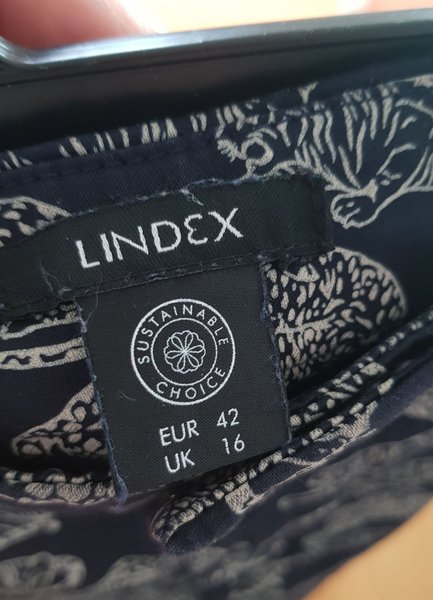 LINDEX
SUSTAINABLE
CHOICE
EUR 42
UK 16